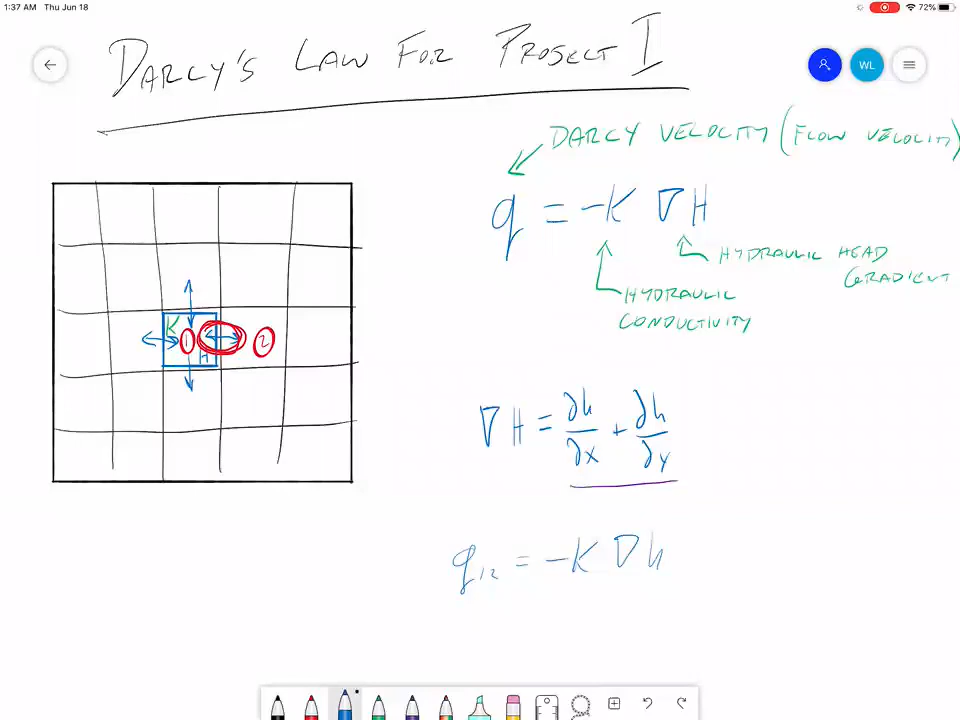 1:37 AM Thu Jun 18
72%
DARCY'S LAW FOR PROJECT I
WL
DARCY VELOCITY (FLOW VELOCITY)
q = -K ∇H
HYDRAULIC HEAD
GRADIENT
HYDRAULIC
CONDUCTIVITY
K
1 2
H
∇H = ∂h/∂x + ∂h/∂y
q₁₂ = -K ∇h